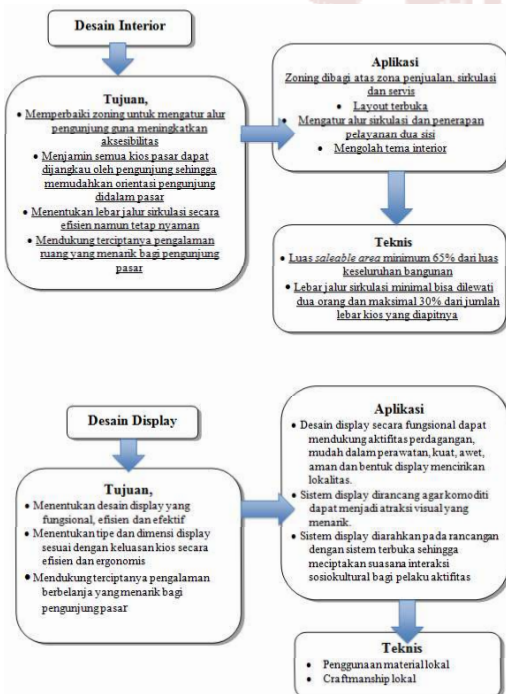 Desain Interior
Tujuan,
• Memperbaiki zoning untuk mengatur alur
pengunjung guna meningkatkan
aksesibilitas
• Menjamin semua kios pasar dapat
dijangkau oleh pengunjung sehingga
memudahkan orientasi pengunjung
didalam pasar
• Menentukan lebar jalur sirkulasi secara
efisien namun tetap nyaman
• Mendukung terciptanya pengalaman
ruang yang menarik bagi pengunjung
pasar
Aplikasi
Zoning dibagi atas zona penjualan, sirkulasi
dan servis
• Layout terbuka
• Mengatur alur sirkulasi dan penerapan
pelayanan dua sisi
• Mengolah tema interior
Teknis
• Luas saleable area minimum 65% dari luas
keseluruhan bangunan
• Lebar jalur sirkulasi minimal bisa dilewati
dua orang dan maksimal 30% dari jumlah
lebar kios yang diapitnya
Desain Display
Tujuan,
• Menentukan desain display yang
fungsional, efisien dan efektif
• Menentukan tipe dan dimensi display
sesuai dengan keluasan kios secara
efisien dan ergonomis
• Mendukung terciptanya pengalaman
berbelanja yang menarik bagi
pengunjung pasar
Aplikasi
• Desain display secara fungsional dapat
mendukung aktifitas perdagangan,
mudah dalam perawatan, kuat, awet,
aman dan bentuk display mencirikan
lokalitas.
• Sistem display dirancang agar komoditi
dapat menjadi atraksi visual yang
menarik.
• Sistem display diarahkan pada rancangan
dengan sistem terbuka sehingga
meciptakan suasana interaksi
sosiokultural bagi pelaku aktifitas
Teknis
• Penggunaan material lokal
• Craftmanship lokal